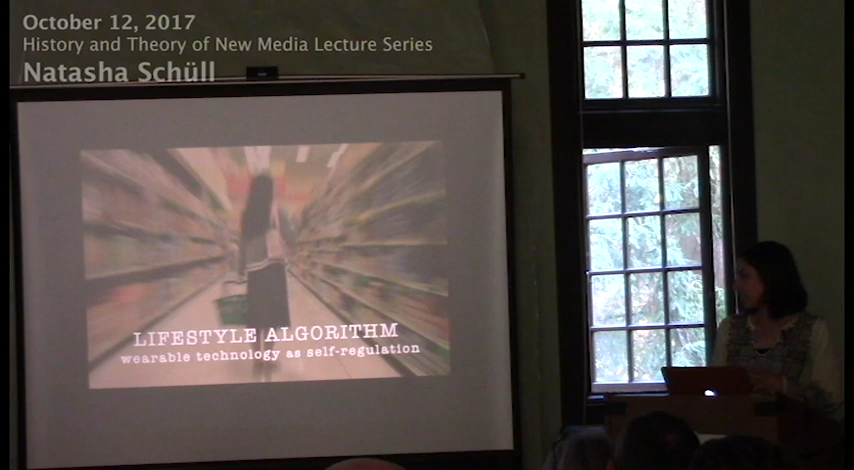 October 12, 2017
History and Theory of New Media Lecture Series
Natasha Schüll
LIFESTYLE ALGORITHM
wearable technology as self-regulation